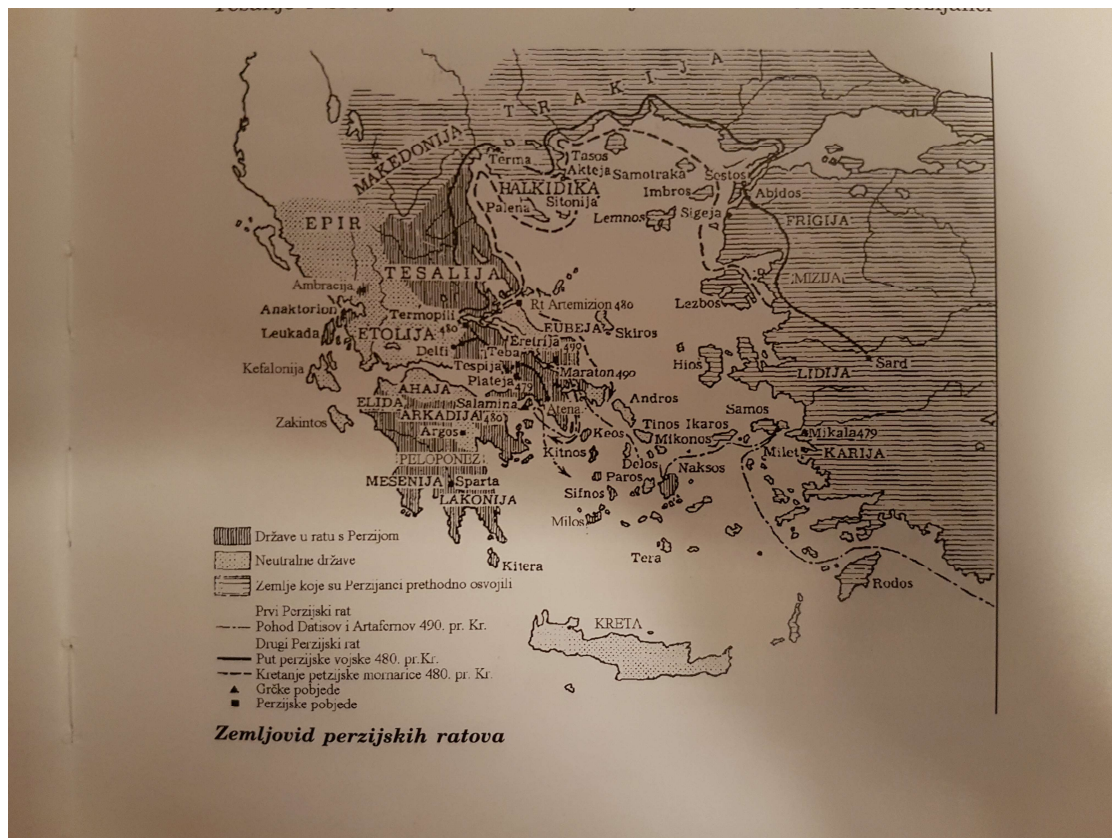 Perzijanci
TRAKIJA
MAKEDONIJA
Terma
Tasos
Akteja
Samotraka
Sestos
HALKIDIKA
Imbros
Abidos
Palena
Sitonija
EPIR
Lemnos
Sigeja
FRIGIJA
TESALIJA
MIZIJA
Ambracija
Rt Artemizion 480
Lezbos
Anaktorion
Termopili
480
EUBEJA
Skiros
Leukada
ETOLIJA
Eretrija
490
Delfi
Teba
Sard
Kefalonija
Tespija
Maraton 490
Hios
LIDIJA
Plateja
479
AHAJA
ELIDA
Salamina
480
Atena
Andros
Samos
ARKADIJA
Zakintos
Argos
Keos
Tinos Ikaros
Mikonos
Mikala 479
PELOPONEZ
Kitnos
Delos
Naksos
Milet
KARIJA
MESENIJA
Sparta
Paros
LAKONIJA
Sifnos
Milos
Države u ratu s Perzijom
Neutralne države
Kitera
Tera
Zemlje koje su Perzijanci prethodno osvojili
Rodos
Prvi Perzijski rat
Pohod Datisov i Artafernov 490. pr. Kr.
KRETA
Drugi Perzijski rat
Put perzijske vojske 480. pr.Kr.
Kretanje petzijske mornarice 480. pr. Kr.
Grčke pobjede
Perzijske pobjede
Zemljovid perzijskih ratova